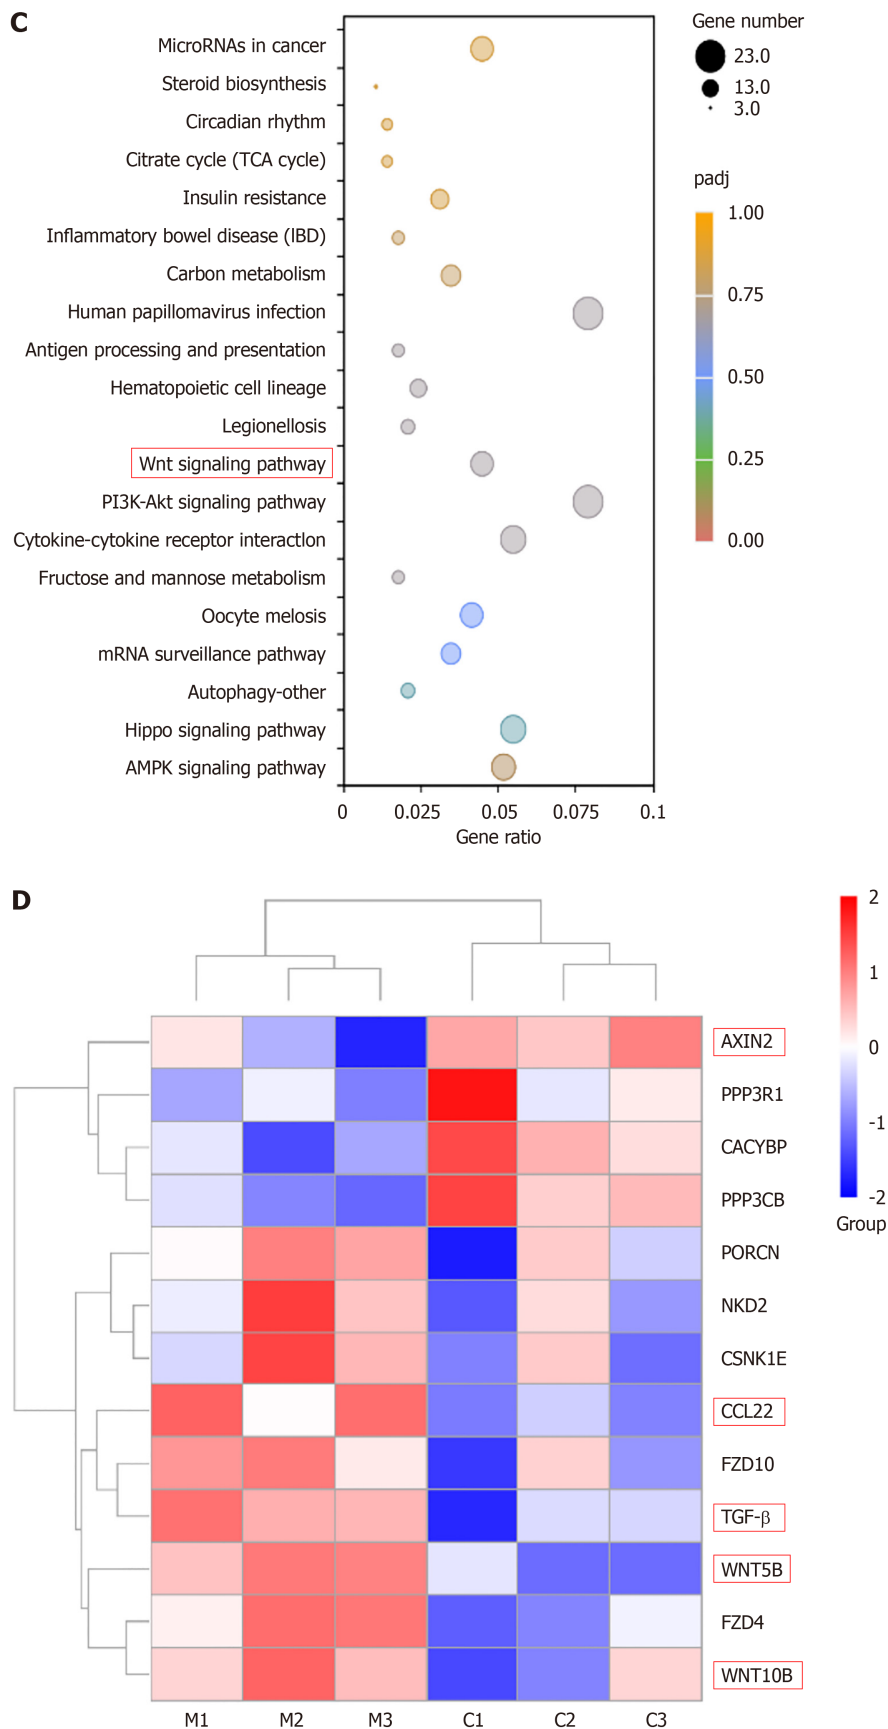 C
MicroRNAs in cancer
Steroid biosynthesis
Circadian rhythm
Citrate cycle (TCA cycle)
Insulin resistance
Inflammatory bowel disease (lBD)
Carbon metabolism
Human papillomavirus infection
Antigen processing and presentation
Hematopoietic cell lineage
Legionellosis
Wnt signaling pathway
PI3K-Akt signaling pathway
Cytokine-cytokine receptor interactlon
Fructose and mannose metabolism
Oocyte melosis
mRNA surveillance pathway
Autophagy-other
Hippo signaling pathway
AMPK signaling pathway
0 0.025 0.05 0.075 0.1
Gene ratio
Gene number
23.0
13.0
3.0
padj
1.00
0.75
0.50
0.25
0.00
D
AXIN2
PPP3R1
CACYBP
PPP3CB
PORCN
NKD2
CSNK1E
CCL22
FZD10
TGF-β
WNT5B
FZD4
WNT10B
M1 M2 M3 C1 C2 C3
2
1
0
-1
-2
Group